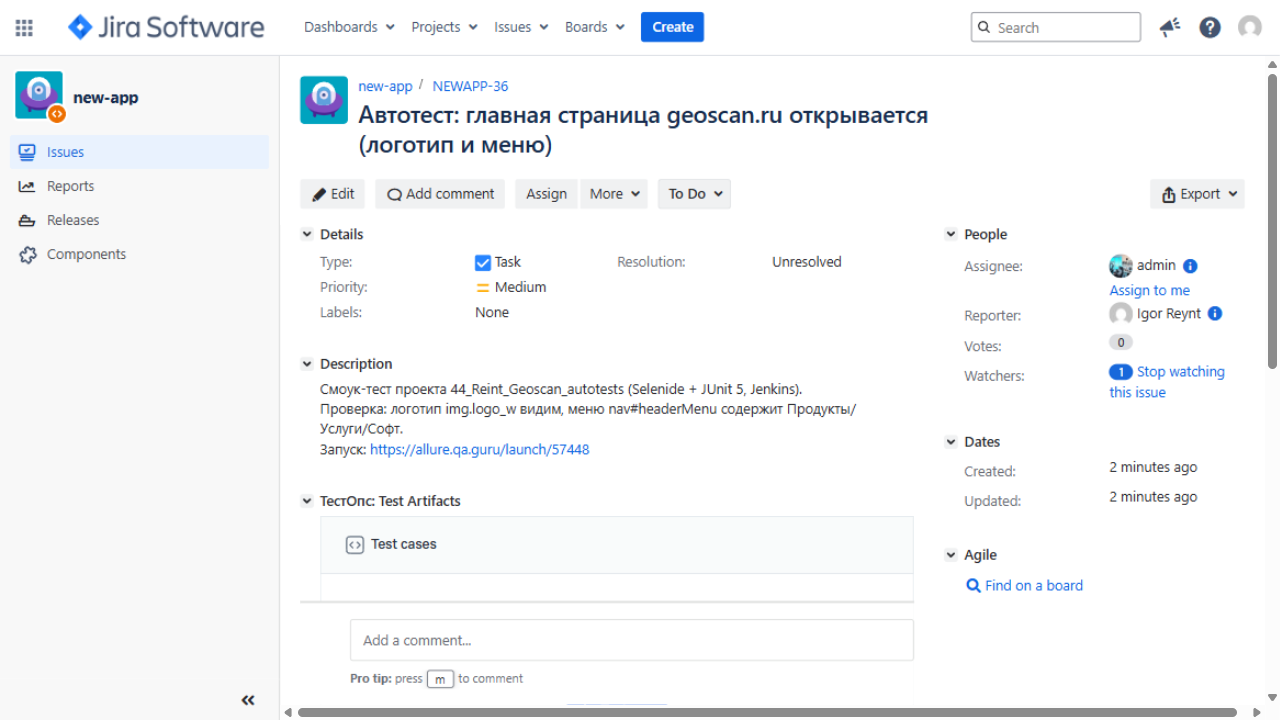 Jira Software
Dashboards
Projects
Issues
Boards
Create
Search
new-app
Issues
Reports
Releases
Components
new-app / NEWAPP-36
Автотест: главная страница geoscan.ru открывается
(логотип и меню)
Edit
Add comment
Assign
More
To Do
Export
Details
Type: Task
Resolution: Unresolved
Priority: Medium
Labels: None
Description
Смоук-тест проекта 44_Reint_Geoscan_autotests (Selenide + JUnit 5, Jenkins).
Проверка: логотип img.logo_w видим, меню nav#headerMenu содержит Продукты/
Услуги/Софт.
Запуск: https://allure.qa.guru/launch/57448
ТестОпс: Test Artifacts
Test cases
Add a comment...
Pro tip: press m to comment
People
Assignee: admin
Assign to me
Reporter: Igor Reynt
Votes: 0
Watchers: 1 Stop watching
this issue
Dates
Created: 2 minutes ago
Updated: 2 minutes ago
Agile
Find on a board